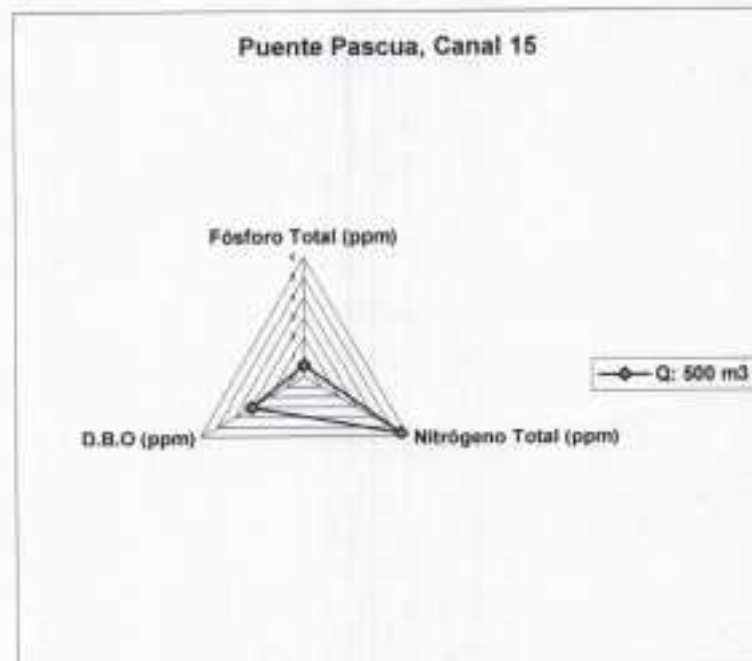 Puente Pascua, Canal 15
Fósforo Total (ppm)
Q: 500 m3
D.B.O (ppm)
Nitrógeno Total (ppm)